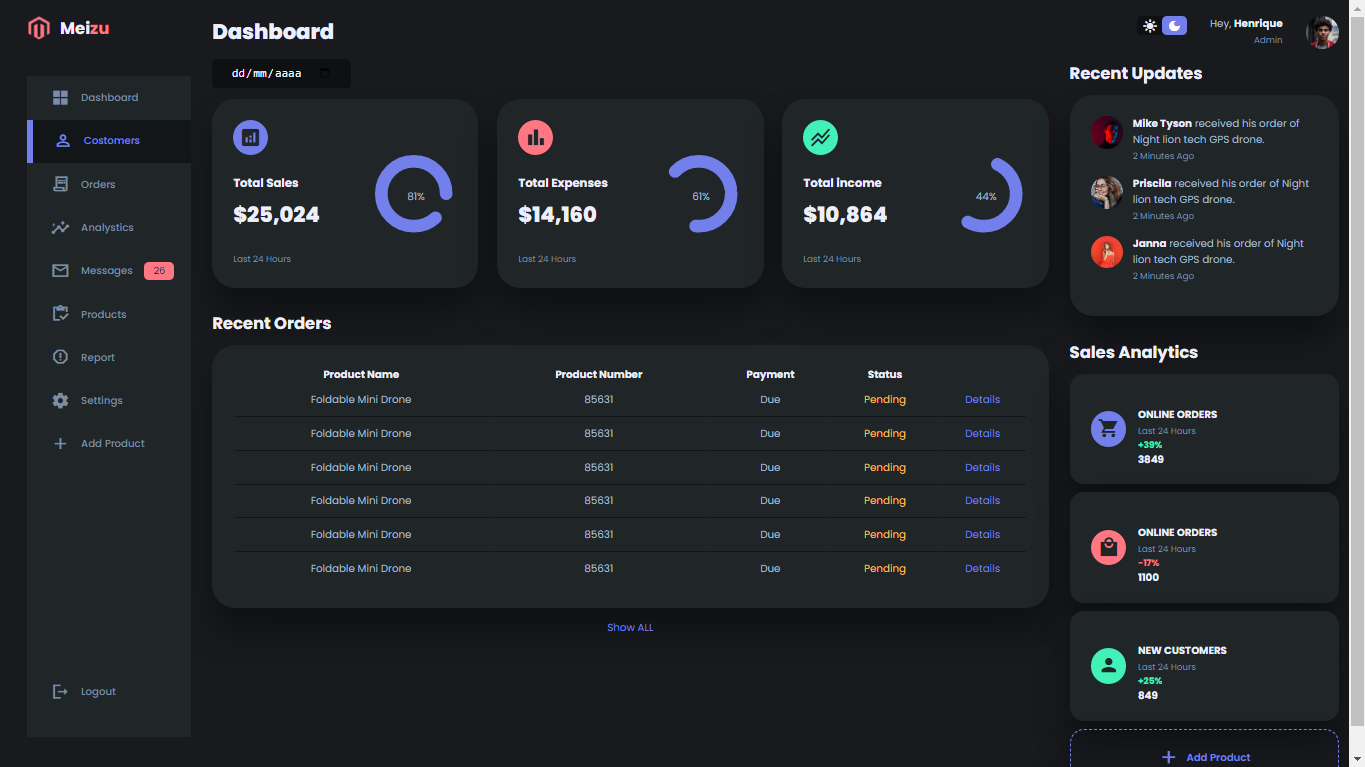 Meizu
Dashboard
Costomers
Orders
Analytics
Messages 26
Products
Report
Settings
Add Product
Logout
Dashboard
dd/mm/aaaa
Total Sales
$25,024
81%
Last 24 Hours
Total Expenses
$14,160
61%
Last 24 Hours
Total income
$10,864
44%
Last 24 Hours
Recent Orders
Product Name Product Number Payment Status
Foldable Mini Drone 85631 Due Pending Details
Foldable Mini Drone 85631 Due Pending Details
Foldable Mini Drone 85631 Due Pending Details
Foldable Mini Drone 85631 Due Pending Details
Foldable Mini Drone 85631 Due Pending Details
Foldable Mini Drone 85631 Due Pending Details
Show ALL
Hey, Henrique
Admin
Recent Updates
Mike Tyson received his order of
Night lion tech GPS drone.
2 Minutes Ago
Priscila received his order of Night
lion tech GPS drone.
2 Minutes Ago
Janna received his order of Night
lion tech GPS drone.
2 Minutes Ago
Sales Analytics
ONLINE ORDERS
Last 24 Hours
+39%
3849
ONLINE ORDERS
Last 24 Hours
-17%
1100
NEW CUSTOMERS
Last 24 Hours
+25%
849
Add Product